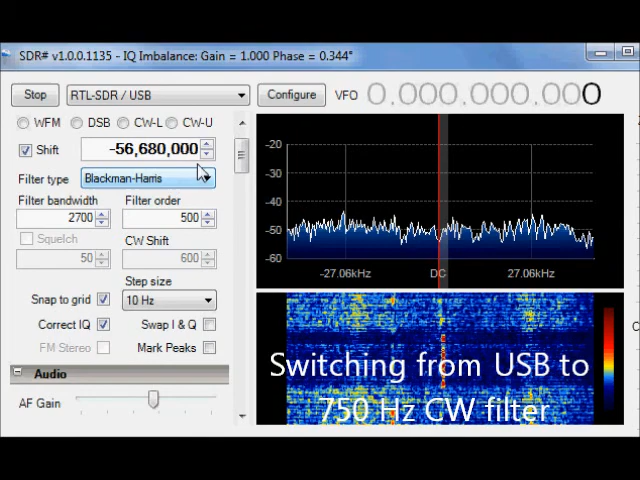 SDR# v1.0.0.1135 - IQ Imbalance: Gain = 1.000 Phase = 0.344°
Stop RTL-SDR / USB Configure VFO 0.000.000.000
WFM DSB CW-L CW-U
Shift -56,680,000
Filter type Blackman-Harris
Filter bandwidth Filter order
2700 500
Squelch CW Shift
50 600
Step size
Snap to grid 10 Hz
Correct IQ Swap I & Q
FM Stereo Mark Peaks
Audio
AF Gain
-20
-30
-40
-50
-60
-27.06kHz DC 27.06kHz
Switching from USB to
750 Hz CW filter